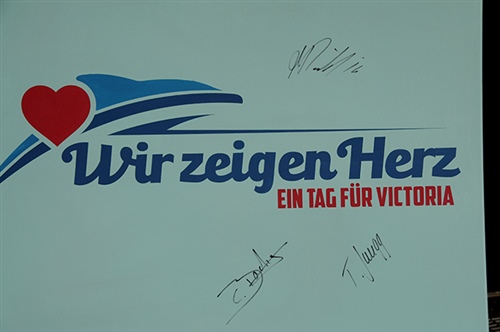 Wir zeigen Herz
EIN TAG FÜR VICTORIA